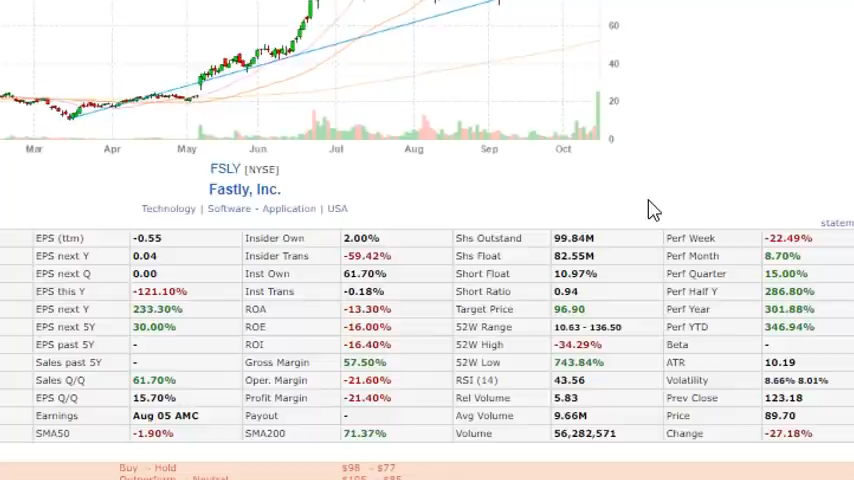 60
40
20
0
Mar Apr May Jun Jul Aug Sep Oct
FSLY [NYSE]
Fastly, Inc.
Technology | Software - Application | USA
statem
EPS (ttm) -0.55 Insider Own 2.00% Shs Outstand 99.84M Perf Week -22.49%
EPS next Y 0.04 Insider Trans -59.42% Shs Float 82.55M Perf Month 8.70%
EPS next Q 0.00 Inst Own 61.70% Short Float 10.97% Perf Quarter 15.00%
EPS this Y -121.10% Inst Trans -0.18% Short Ratio 0.94 Perf Half Y 286.80%
EPS next Y 233.30% ROA -13.30% Target Price 96.90 Perf Year 301.88%
EPS next 5Y 30.00% ROE -16.00% 52W Range 10.63 - 136.50 Perf YTD 346.94%
EPS past 5Y - ROI -16.40% 52W High -34.29% Beta -
Sales past 5Y - Gross Margin 57.50% 52W Low 743.84% ATR 10.19
Sales Q/Q 61.70% Oper. Margin -21.60% RSI (14) 43.56 Volatility 8.66% 8.01%
EPS Q/Q 15.70% Profit Margin -21.40% Rel Volume 5.83 Prev Close 123.18
Earnings Aug 05 AMC Payout - Avg Volume 9.66M Price 89.70
SMA50 -1.90% SMA200 71.37% Volume 56,282,571 Change -27.18%
Buy → Hold $98 → $77
Outperform → Neutral $105 → $85